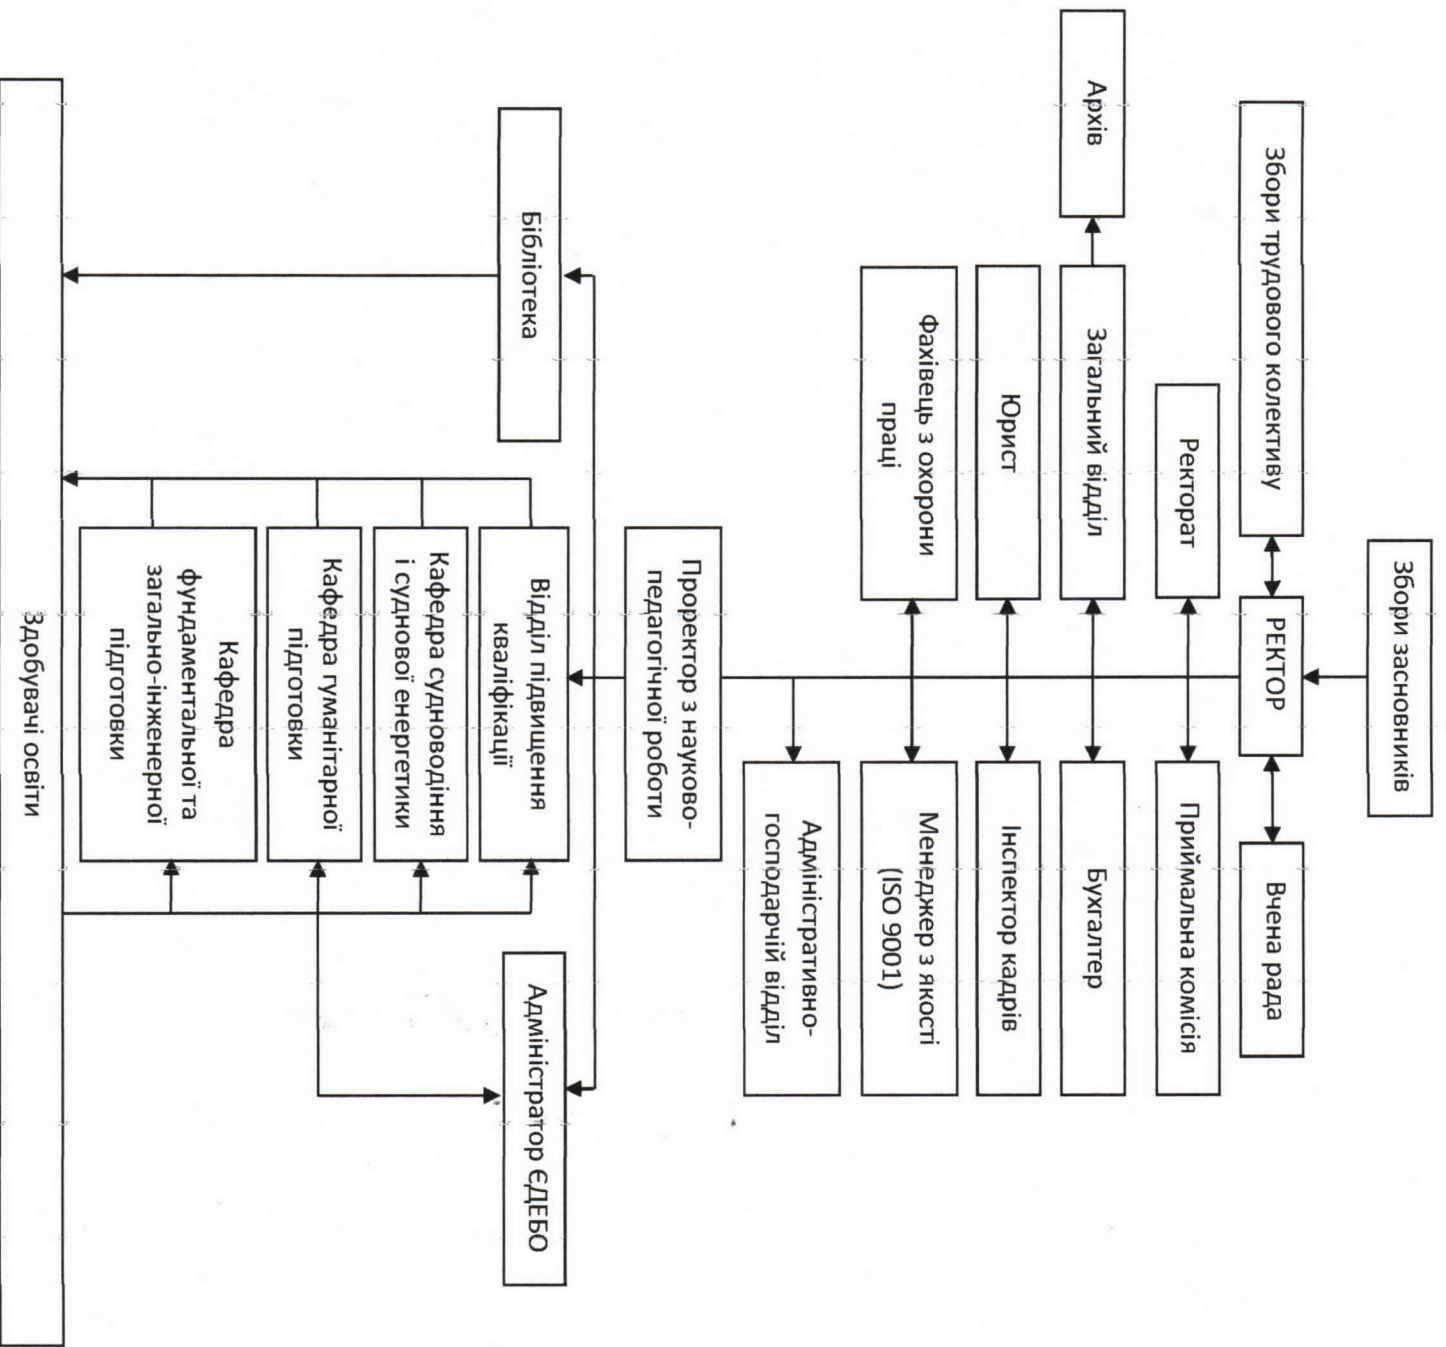 Збори засновників
Збори трудового колективу
РЕКТОР
Вчена рада
Ректорат
Приймальна комісія
Архів
Загальний відділ
Бухгалтер
Юрист
Інспектор кадрів
Фахівець з охорони
праці
Менеджер з якості
(ISO 9001)
Адміністративно-
господарчій відділ
Проректор з науково-
педагогічної роботи
Бібліотека
Відділ підвищення
кваліфікації
Адміністратор ЄДЕБО
Кафедра судноводіння
і суднової енергетики
Кафедра гуманітарної
підготовки
Кафедра
фундаментальної та
загально-інженерної
підготовки
Здобувачі освіти